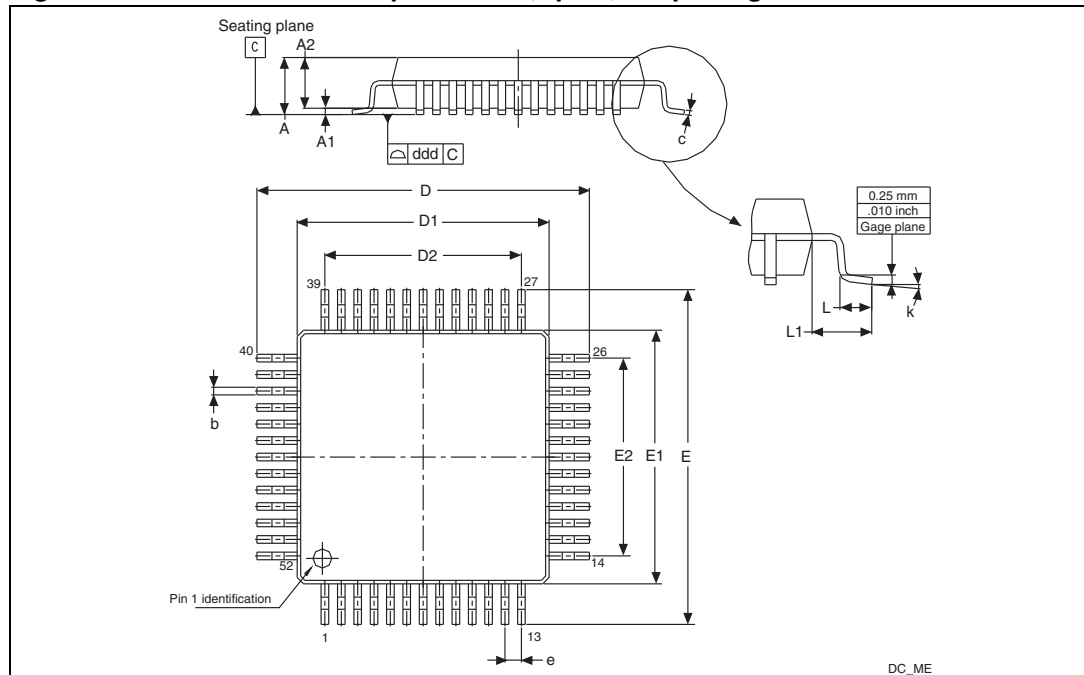 Seating plane
C
A2
A
A1
ddd C
c
D
D1
D2
0.25 mm
.010 inch
Gage plane
L
L1
k
39
27
40
26
b
E2
E1
E
52
14
Pin 1 identification
1
13
e
DC_ME